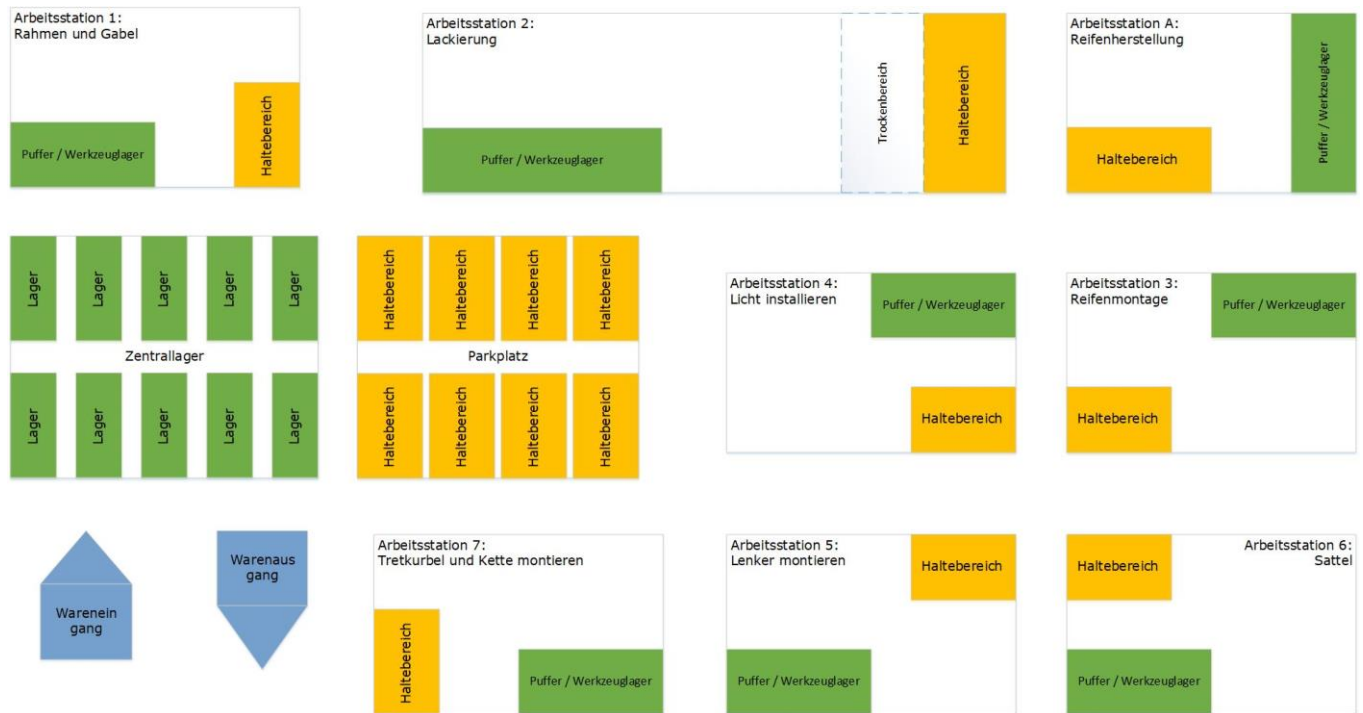 Arbeitsstation 1:
Rahmen und Gabel
Puffer / Werkzeuglager
Haltebereich
Arbeitsstation 2:
Lackierung
Puffer / Werkzeuglager
Trockenbereich
Haltebereich
Arbeitsstation A:
Reifenherstellung
Haltebereich
Puffer / Werkzeuglager
Lager
Lager
Lager
Lager
Lager
Zentrallager
Lager
Lager
Lager
Lager
Lager
Haltebereich
Haltebereich
Haltebereich
Haltebereich
Parkplatz
Haltebereich
Haltebereich
Haltebereich
Haltebereich
Arbeitsstation 4:
Licht installieren
Puffer / Werkzeuglager
Haltebereich
Arbeitsstation 3:
Reifenmontage
Puffer / Werkzeuglager
Haltebereich
Warenein
gang
Warenaus
gang
Arbeitsstation 7:
Tretkurbel und Kette montieren
Haltebereich
Puffer / Werkzeuglager
Arbeitsstation 5:
Lenker montieren
Haltebereich
Puffer / Werkzeuglager
Haltebereich
Arbeitsstation 6:
Sattel
Puffer / Werkzeuglager